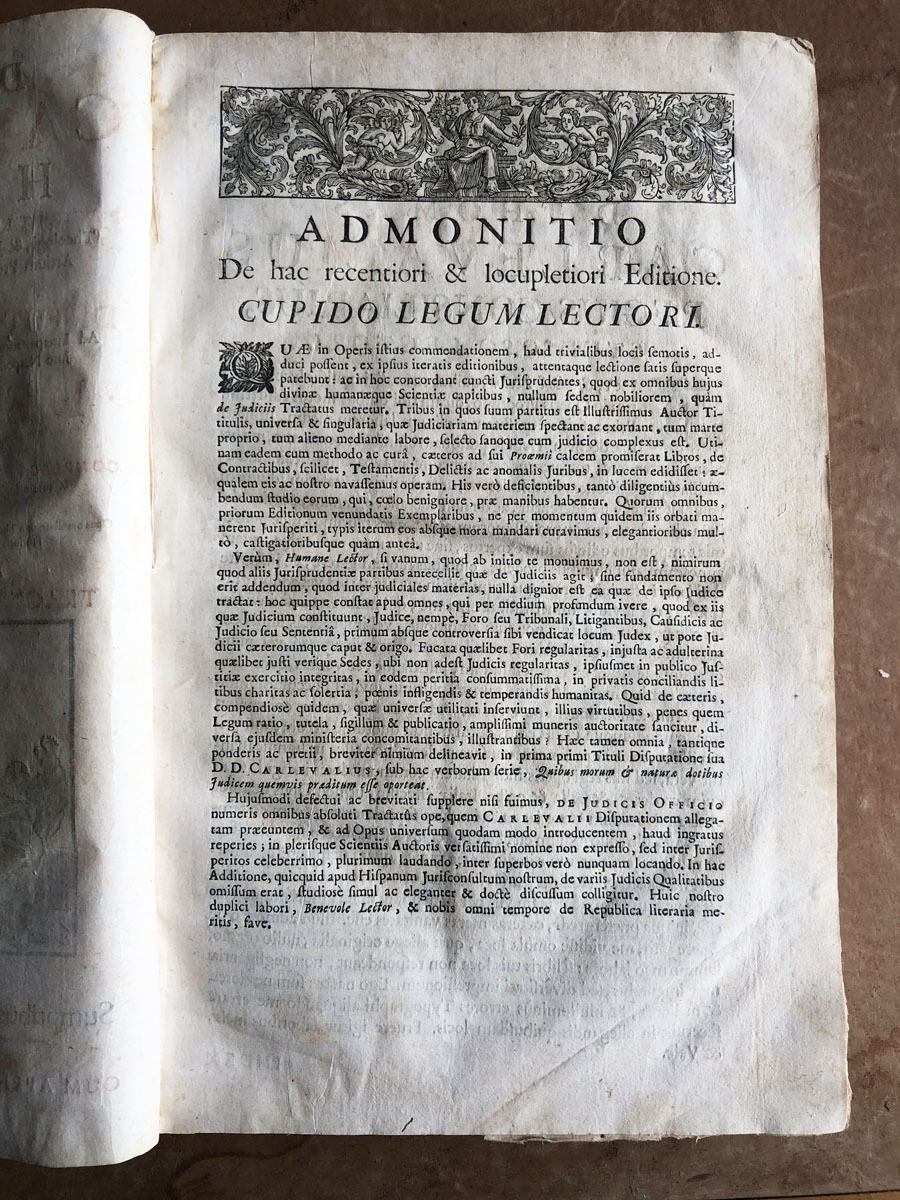 ADMONITIO
De hac recentiori & locupletiori Editione.
CUPIDO LEGUM LECTORI.
QUÆ in Operis iſtius commendationem, haud trivialibus locis ſemotis, ad-
duci poſſent, ex ipſius iteratis editionibus, attentaque lectione ſatis ſuperque
patebunt: ac in hoc concordant cuncti Juriſprudentes, quod ex omnibus hujus
divinæ humanæque Scientiæ capitibus, nullum ſedem nobiliorem, quàm
de Judiciis Tractatus meretur. Tribus in quos ſuum partitus eſt Illuſtriſſimus Auctor Ti-
titulis, univerſa & ſingularia, quæ Judiciariam materiem ſpectant ac exornant, tum marte
proprio, tum alieno mediante labore, ſelecto ſanoque cum judicio complexus eſt. Uti-
nam eadem cum methodo ac curâ, cæteros ad ſui Proœmii calcem promiſerat Libros, de
Contractibus, ſcilicet, Teſtamentis, Delictis ac anomalis Juribus, in lucem edidiſſet: æ-
qualem eis ac noſtro navaſſemus operam. His verò deficientibus, tantò diligentiùs incum-
bendum ſtudio eorum, qui, cœlo benigniore, præ manibus habentur. Quorum omnibus,
priorum Editionum venundatis Exemplaribus, ne per momentum quidem iis orbati ma-
nerent Juriſperiti, typis iterum eos abſque mora mandari curavimus, elegantioribus mul-
tò, caſtigatioribuſque quàm anteà.
Verùm, Humane Lector, ſi vanum, quod ab initio te monuimus, non eſt, nimirum
quod aliis Juriſprudentiæ partibus antecellit quæ de Judiciis agit; ſine fundamento non
erit addendum, quod inter judiciales materias, nulla dignior eſt ea quæ de ipſo Judice
tractat: hoc quippe conſtat apud omnes, qui per medium profundum ivere, quod ex iis
quæ Judicium conſtituunt, Judice, nempè, Foro ſeu Tribunali, Litigantibus, Cauſidicis ac
Judicio ſeu Sententiâ, primum abſque controverſia ſibi vendicat locum Judex, ut pote Ju-
dicii cæterorumque caput & origo. Fucata quælibet Fori regularitas, injuſta ac adulterina
quælibet juſti verique Sedes, ubi non adeſt Judicis regularitas, ipſiuſmet in publico Juſ-
titiæ exercitio integritas, in eodem peritia conſummatiſſima, in privatis conciliandis li-
tibus charitas ac ſolertia; pœnis infligendis & temperandis humanitas. Quid de cæteris,
compendiosè quidem, quæ univerſæ utilitati inſerviunt, illius virtutibus, penes quem
Legum ratio, tutela, ſigillum & publicatio, ampliſſimi muneris auctoritate ſancitur, di-
verſa ejuſdem miniſteria concomitantibus, illuſtrantibus? Hæc tamen omnia, tantique
ponderis ac pretii, breviter nimium delineavit, in prima primi Tituli Diſputatione ſua
D. D. CARLEVALIUS, ſub hac verborum ſerie, Quibus morum & naturæ dotibus
Judicem quemvis præditum eſſe oporteat.
Hujuſmodi defectui ac brevitati ſupplere niſi fuimus, DE JUDICIS OFFICIO
numeris omnibus abſoluti Tractatûs ope, quem CARLEVALII Diſputationem allega-
tam præeuntem, & ad Opus univerſum quodam modo introducentem, haud ingratus
reperies; in pleriſque Scientiis Auctoris verſatiſſimi nomine non expreſſo, ſed inter Juriſ-
peritos celeberrimo, plurimum laudando, inter ſuperbos verò nunquam locando. In hac
Additione, quicquid apud Hiſpanum Juriſconſultum noſtrum, de variis Judicis Qualitatibus
omiſſum erat, ſtudiosè ſimul ac eleganter & doctè diſcuſſum colligitur. Huic noſtro
duplici labori, Benevole Lector, & nobis omni tempore de Republica literaria me-
ritis, fave.